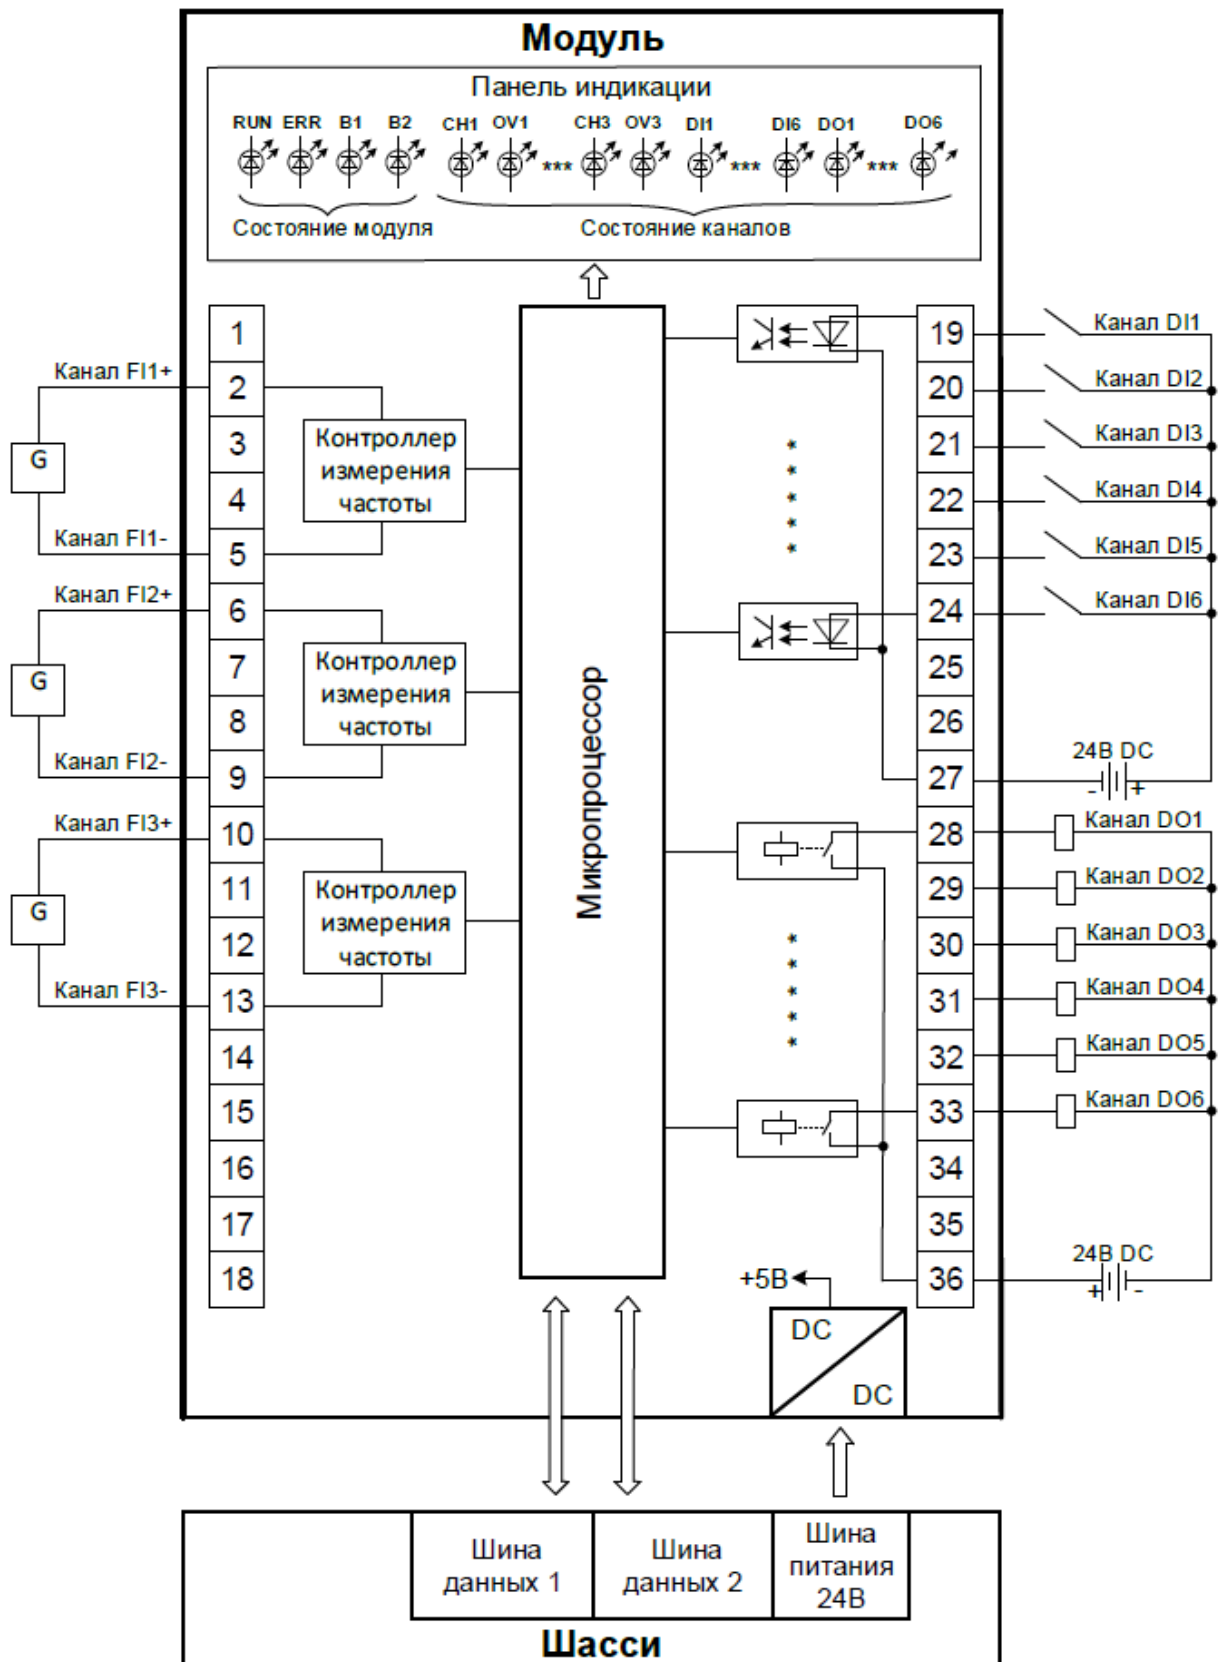 Модуль
Панель индикации
RUN ERR B1 B2 CH1 OV1 CH3 OV3 DI1 DI6 DO1 DO6
*** *** ***
Состояние модуля Состояние каналов
1
2
3
4
5
6
7
8
9
10
11
12
13
14
15
16
17
18
Канал FI1+
G
Канал FI1-
Канал FI2+
G
Канал FI2-
Канал FI3+
G
Канал FI3-
Контроллер
измерения
частоты
Контроллер
измерения
частоты
Контроллер
измерения
частоты
Микропроцессор
*
*
*
*
*
*
*
*
*
*
19
20
21
22
23
24
25
26
27
28
29
30
31
32
33
34
35
36
Канал DI1
Канал DI2
Канал DI3
Канал DI4
Канал DI5
Канал DI6
24В DC
- +
Канал DO1
Канал DO2
Канал DO3
Канал DO4
Канал DO5
Канал DO6
24В DC
+ -
+5В
DC
DC
Шина
данных 1
Шина
данных 2
Шина
питания
24В
Шасси